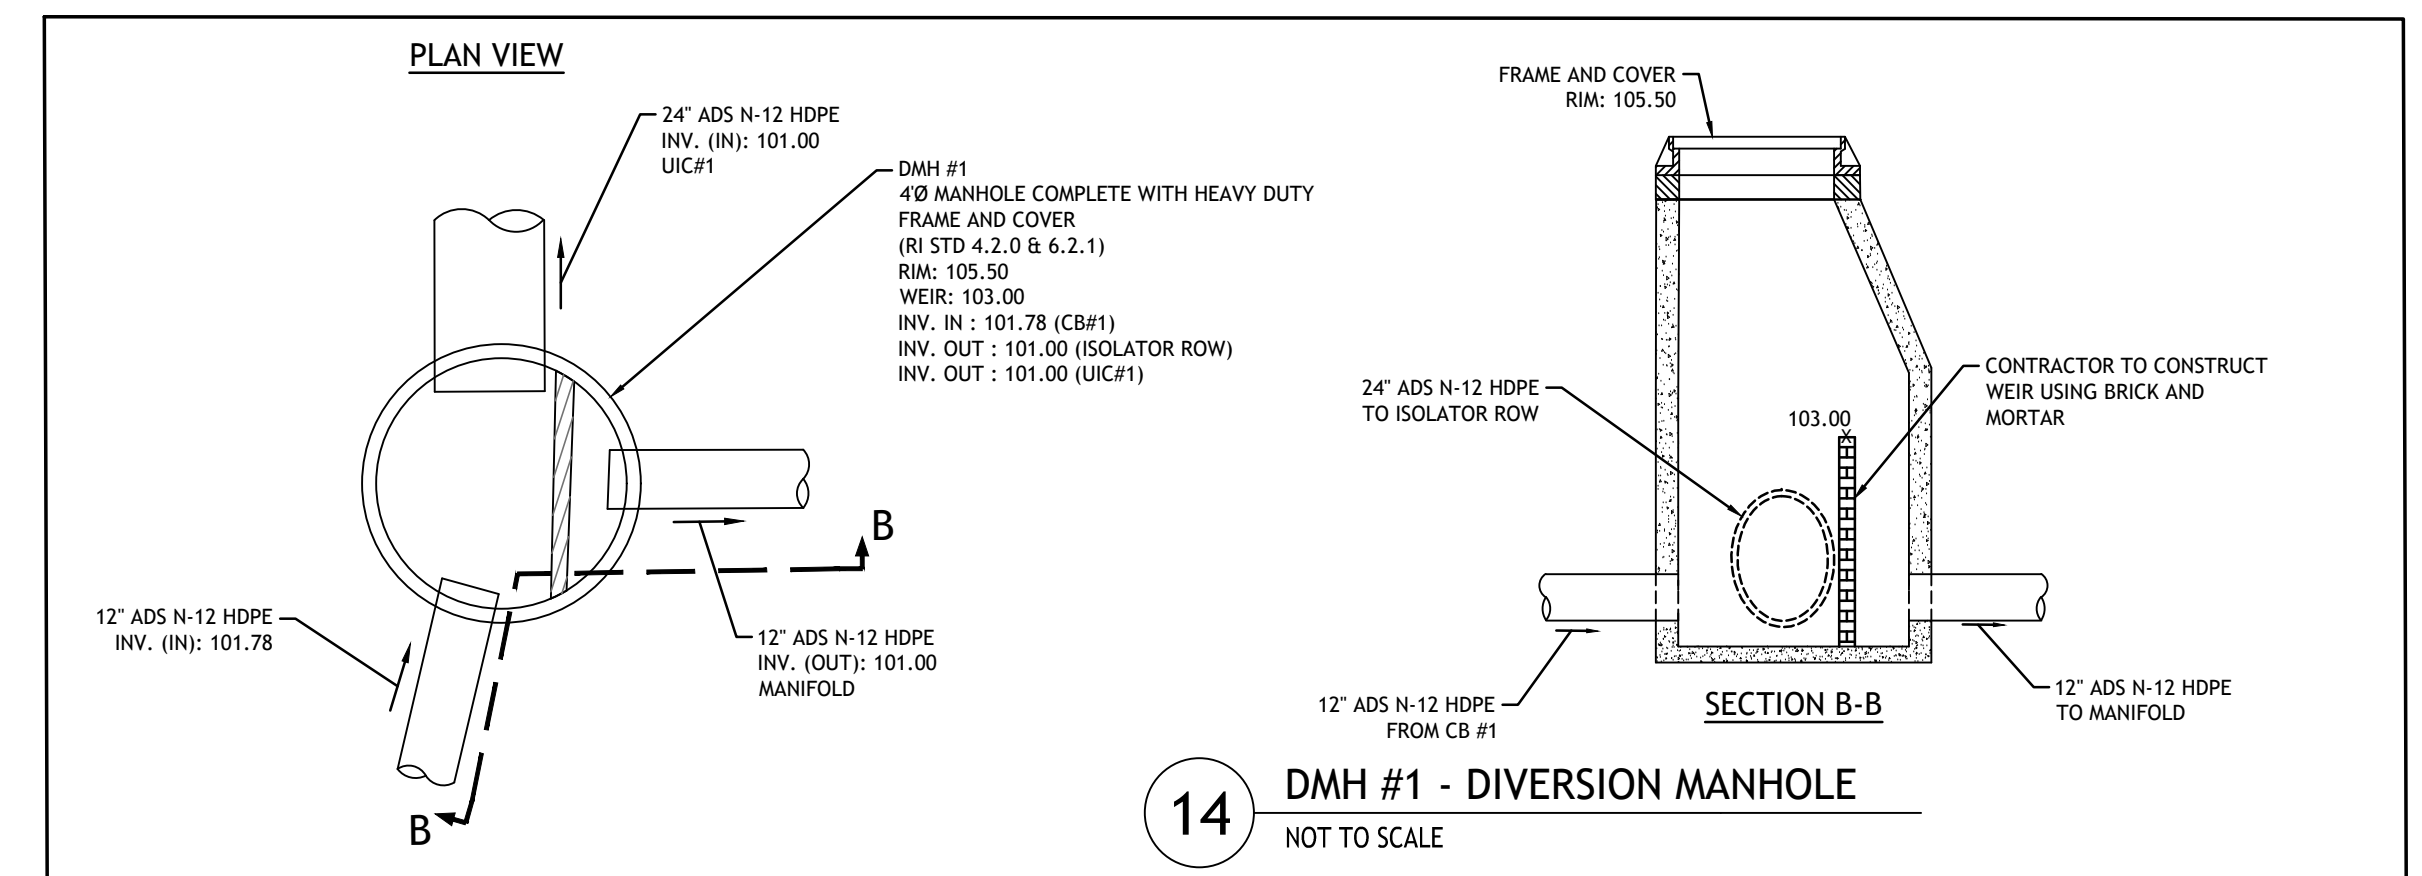 PLAN VIEW
24" ADS N-12 HDPE
INV. (IN): 101.00
UIC#1
DMH #1
4'Ø MANHOLE COMPLETE WITH HEAVY DUTY
FRAME AND COVER
(RI STD 4.2.0 & 6.2.1)
RIM: 105.50
WEIR: 103.00
INV. IN : 101.78 (CB#1)
INV. OUT : 101.00 (ISOLATOR ROW)
INV. OUT : 101.00 (UIC#1)
B
12" ADS N-12 HDPE
INV. (IN): 101.78
12" ADS N-12 HDPE
INV. (OUT): 101.00
MANIFOLD
B
FRAME AND COVER
RIM: 105.50
24" ADS N-12 HDPE
TO ISOLATOR ROW
103.00
CONTRACTOR TO CONSTRUCT
WEIR USING BRICK AND
MORTAR
12" ADS N-12 HDPE
FROM CB #1
12" ADS N-12 HDPE
TO MANIFOLD
SECTION B-B
14
DMH #1 - DIVERSION MANHOLE
NOT TO SCALE